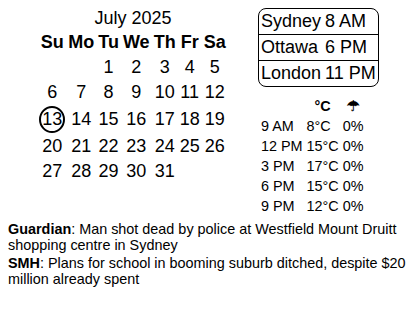 July 2025
Su Mo Tu We Th Fr Sa
1 2 3 4 5
6 7 8 9 10 11 12
13 14 15 16 17 18 19
20 21 22 23 24 25 26
27 28 29 30 31
Sydney 8 AM
Ottawa 6 PM
London 11 PM
°C ☂
9 AM 8°C 0%
12 PM 15°C 0%
3 PM 17°C 0%
6 PM 15°C 0%
9 PM 12°C 0%
Guardian: Man shot dead by police at Westfield Mount Druitt
shopping centre in Sydney
SMH: Plans for school in booming suburb ditched, despite $20
million already spent